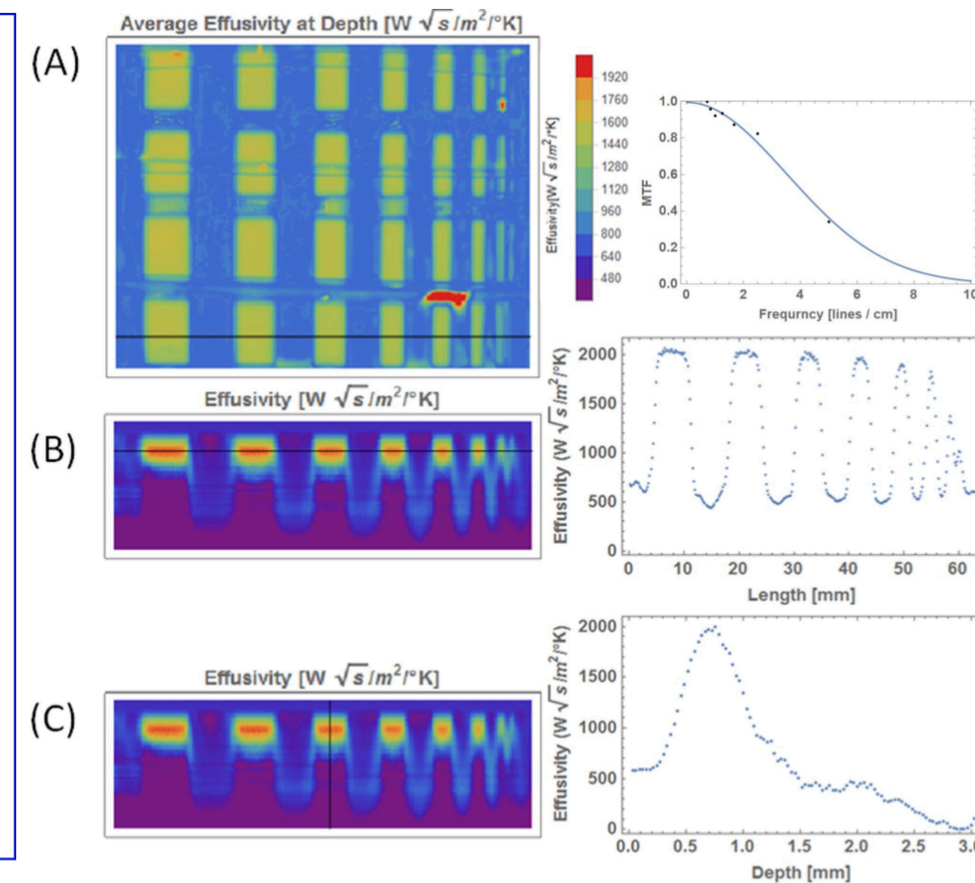 (A)
Average Effusivity at Depth [W √s/m²/°K]
Effusivity[W √s/m²/°K]
1920
1760
1600
1440
1280
1120
960
800
640
480
MTF
1.0
0.8
0.6
0.4
0.2
0.0
0 2 4 6 8 10
Frequrncy [lines / cm]
(B)
Effusivity [W √s/m²/°K]
Effusivity (W √s/m²/°K)
2000
1500
1000
500
0
0 10 20 30 40 50 60
Length [mm]
(C)
Effusivity [W √s/m²/°K]
Effusivity (W √s/m²/°K)
2000
1500
1000
500
0
0.0 0.5 1.0 1.5 2.0 2.5 3.0
Depth [mm]